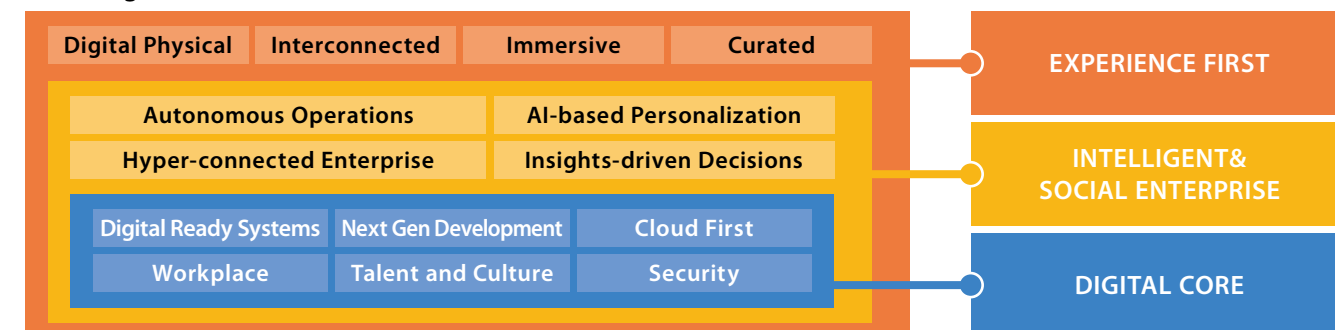 Digital Physical
Interconnected
Immersive
Curated
EXPERIENCE FIRST
Autonomous Operations
AI-based Personalization
Hyper-connected Enterprise
Insights-driven Decisions
INTELLIGENT&
SOCIAL ENTERPRISE
Digital Ready Systems
Next Gen Development
Cloud First
Workplace
Talent and Culture
Security
DIGITAL CORE